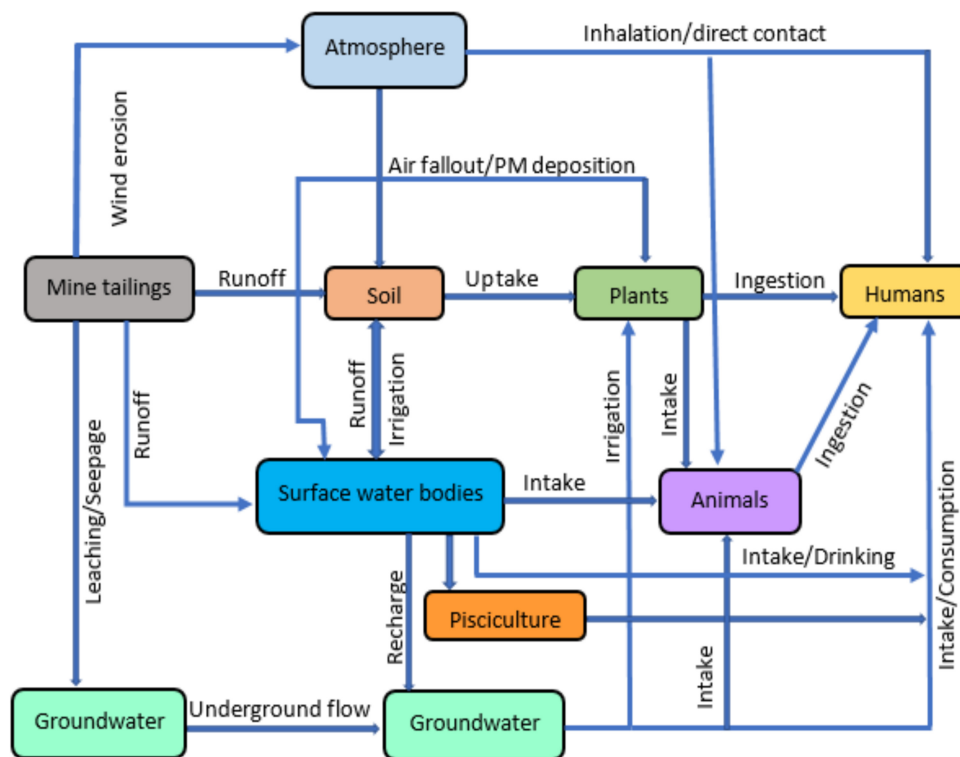 Atmosphere
Inhalation/direct contact
Wind erosion
Air fallout/PM deposition
Mine tailings
Runoff
Soil
Uptake
Plants
Ingestion
Humans
Runoff
Runoff
Irrigation
Irrigation
Intake
Ingestion
Leaching/Seepage
Surface water bodies
Intake
Animals
Intake/Drinking
Intake/Consumption
Recharge
Pisciculture
Intake
Groundwater
Underground flow
Groundwater